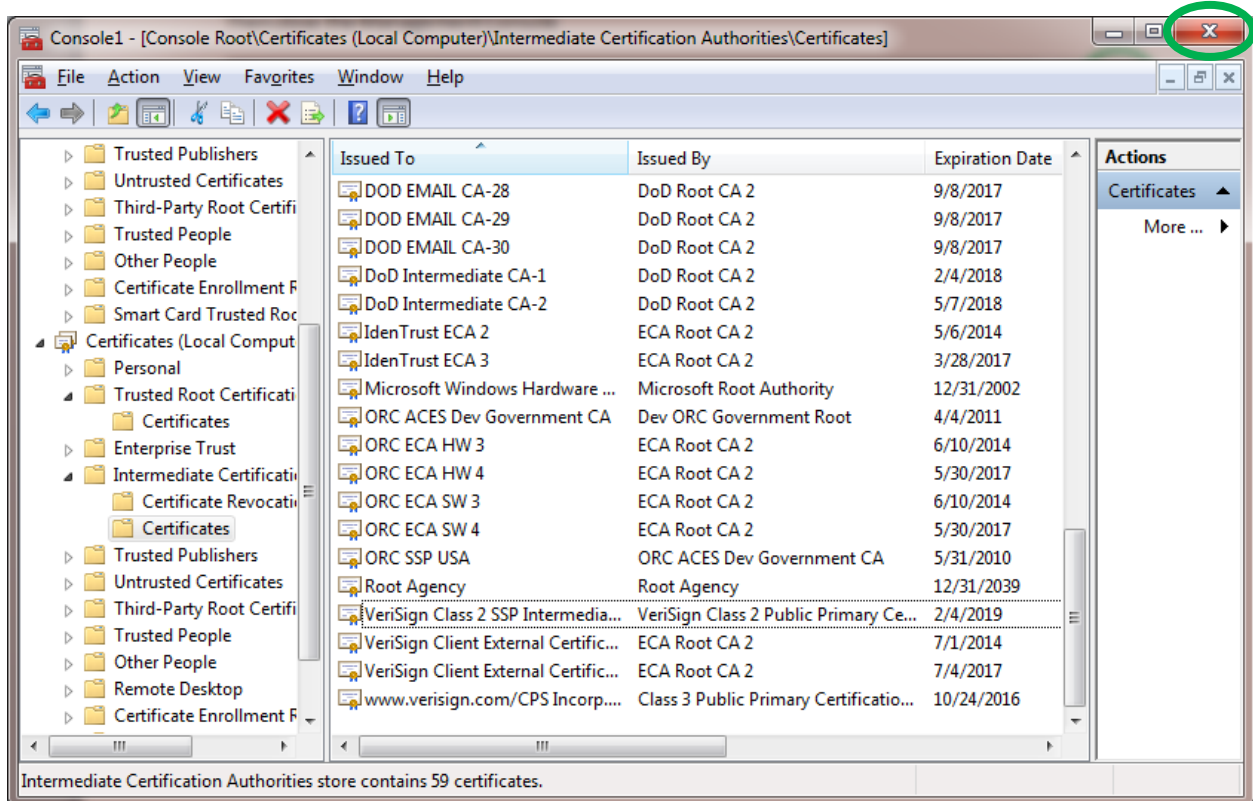 Console1 - [Console Root\Certificates (Local Computer)\Intermediate Certification Authorities\Certificates]
File Action View Favorites Window Help
Trusted Publishers
Untrusted Certificates
Third-Party Root Certifi
Trusted People
Other People
Certificate Enrollment R
Smart Card Trusted Roo
Certificates (Local Comput
Personal
Trusted Root Certificati
Certificates
Enterprise Trust
Intermediate Certificati
Certificate Revocati
Certificates
Trusted Publishers
Untrusted Certificates
Third-Party Root Certifi
Trusted People
Other People
Remote Desktop
Certificate Enrollment R
Issued To Issued By Expiration Date
DOD EMAIL CA-28 DoD Root CA 2 9/8/2017
DOD EMAIL CA-29 DoD Root CA 2 9/8/2017
DOD EMAIL CA-30 DoD Root CA 2 9/8/2017
DoD Intermediate CA-1 DoD Root CA 2 2/4/2018
DoD Intermediate CA-2 DoD Root CA 2 5/7/2018
IdenTrust ECA 2 ECA Root CA 2 5/6/2014
IdenTrust ECA 3 ECA Root CA 2 3/28/2017
Microsoft Windows Hardware ... Microsoft Root Authority 12/31/2002
ORC ACES Dev Government CA Dev ORC Government Root 4/4/2011
ORC ECA HW 3 ECA Root CA 2 6/10/2014
ORC ECA HW 4 ECA Root CA 2 5/30/2017
ORC ECA SW 3 ECA Root CA 2 6/10/2014
ORC ECA SW 4 ECA Root CA 2 5/30/2017
ORC SSP USA ORC ACES Dev Government CA 5/31/2010
Root Agency Root Agency 12/31/2039
VeriSign Class 2 SSP Intermedia... VeriSign Class 2 Public Primary Ce... 2/4/2019
VeriSign Client External Certific... ECA Root CA 2 7/1/2014
VeriSign Client External Certific... ECA Root CA 2 7/4/2017
www.verisign.com/CPS Incorp.... Class 3 Public Primary Certificatio... 10/24/2016
Actions
Certificates
More ...
Intermediate Certification Authorities store contains 59 certificates.